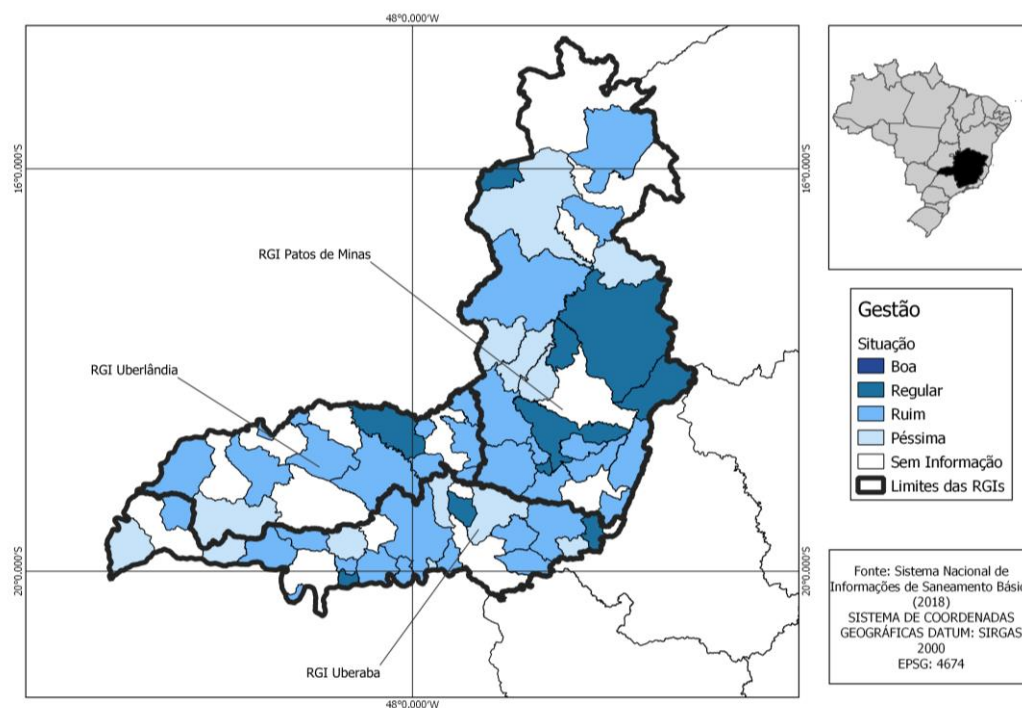 48°0.000'W
16°0.000'S
16°0.000'S
RGI Patos de Minas
RGI Uberlândia
20°0.000'S
20°0.000'S
RGI Uberaba
48°0.000'W
Gestão
Situação
Boa
Regular
Ruim
Péssima
Sem Informação
Limites das RGIs
Fonte: Sistema Nacional de
Informações de Saneamento Básic
(2018)
SISTEMA DE COORDENADAS
GEOGRÁFICAS DATUM: SIRGAS
2000
EPSG: 4674